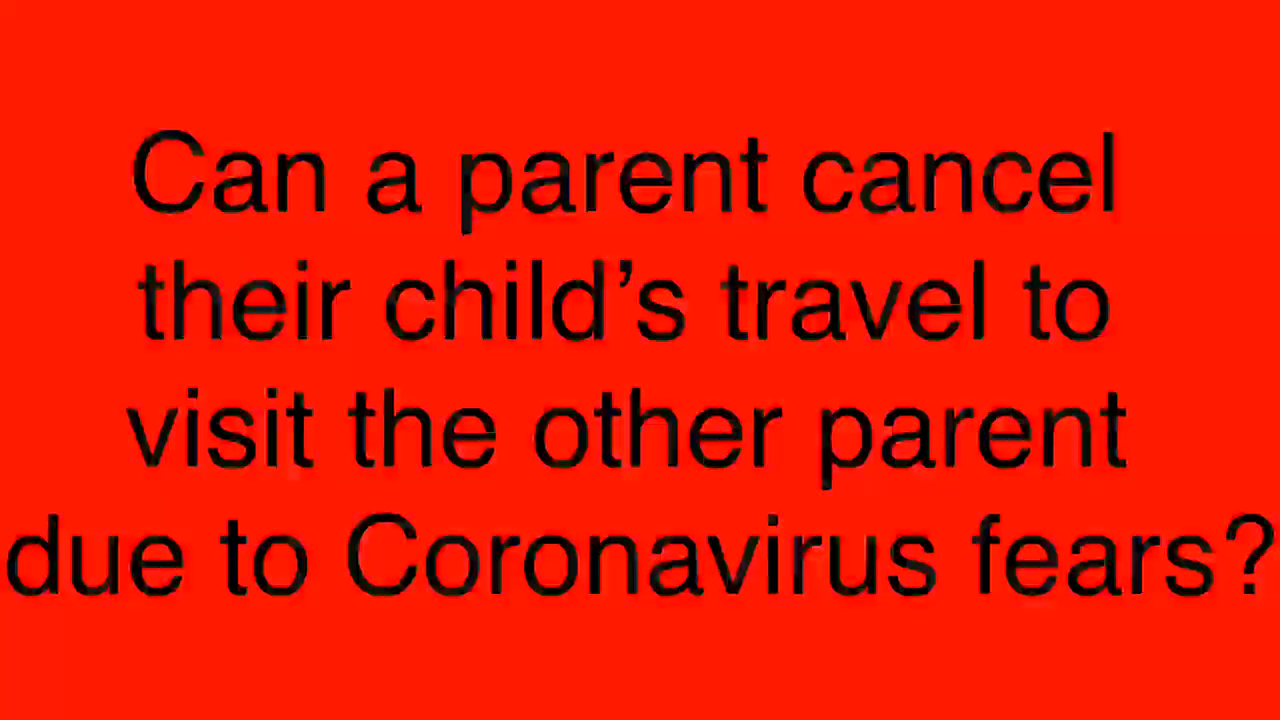 Can a parent cancel
their child’s travel to
visit the other parent
due to Coronavirus fears?